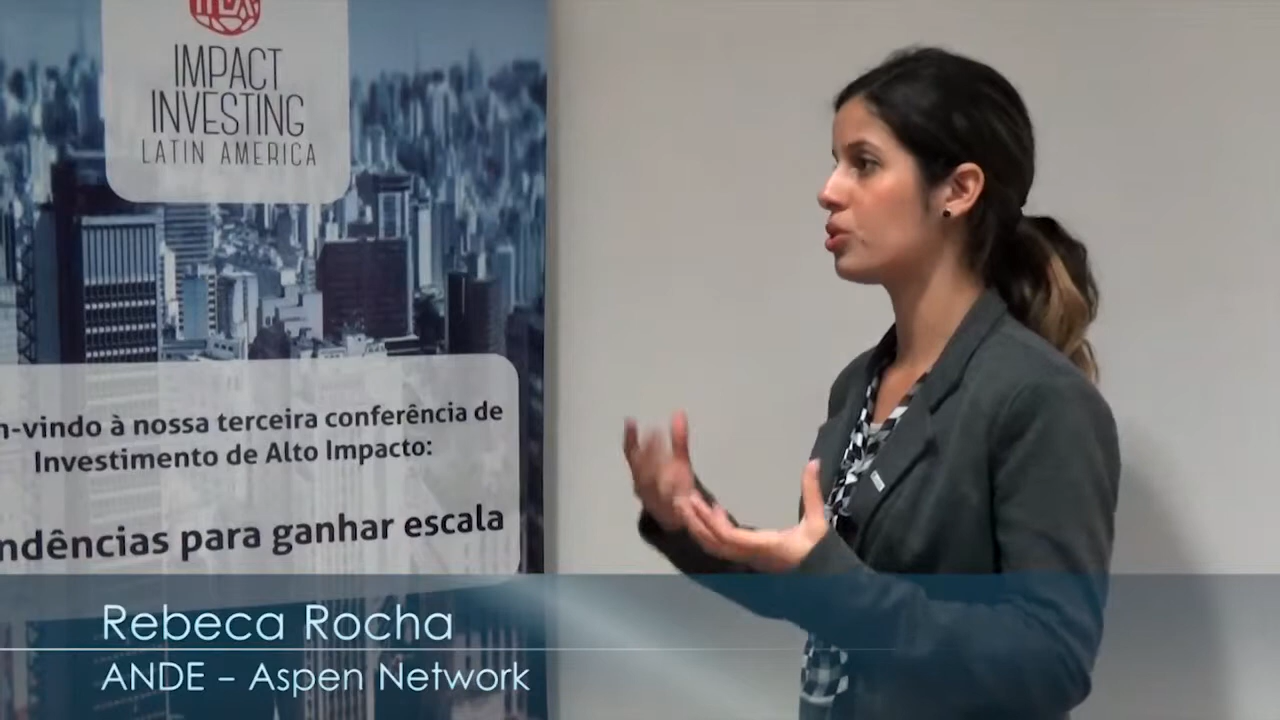 IMPACT
INVESTING
LATIN AMERICA
-vindo à nossa terceira conferência de
Investimento de Alto Impacto:
ndências para ganhar escala
Rebeca Rocha
ANDE – Aspen Network